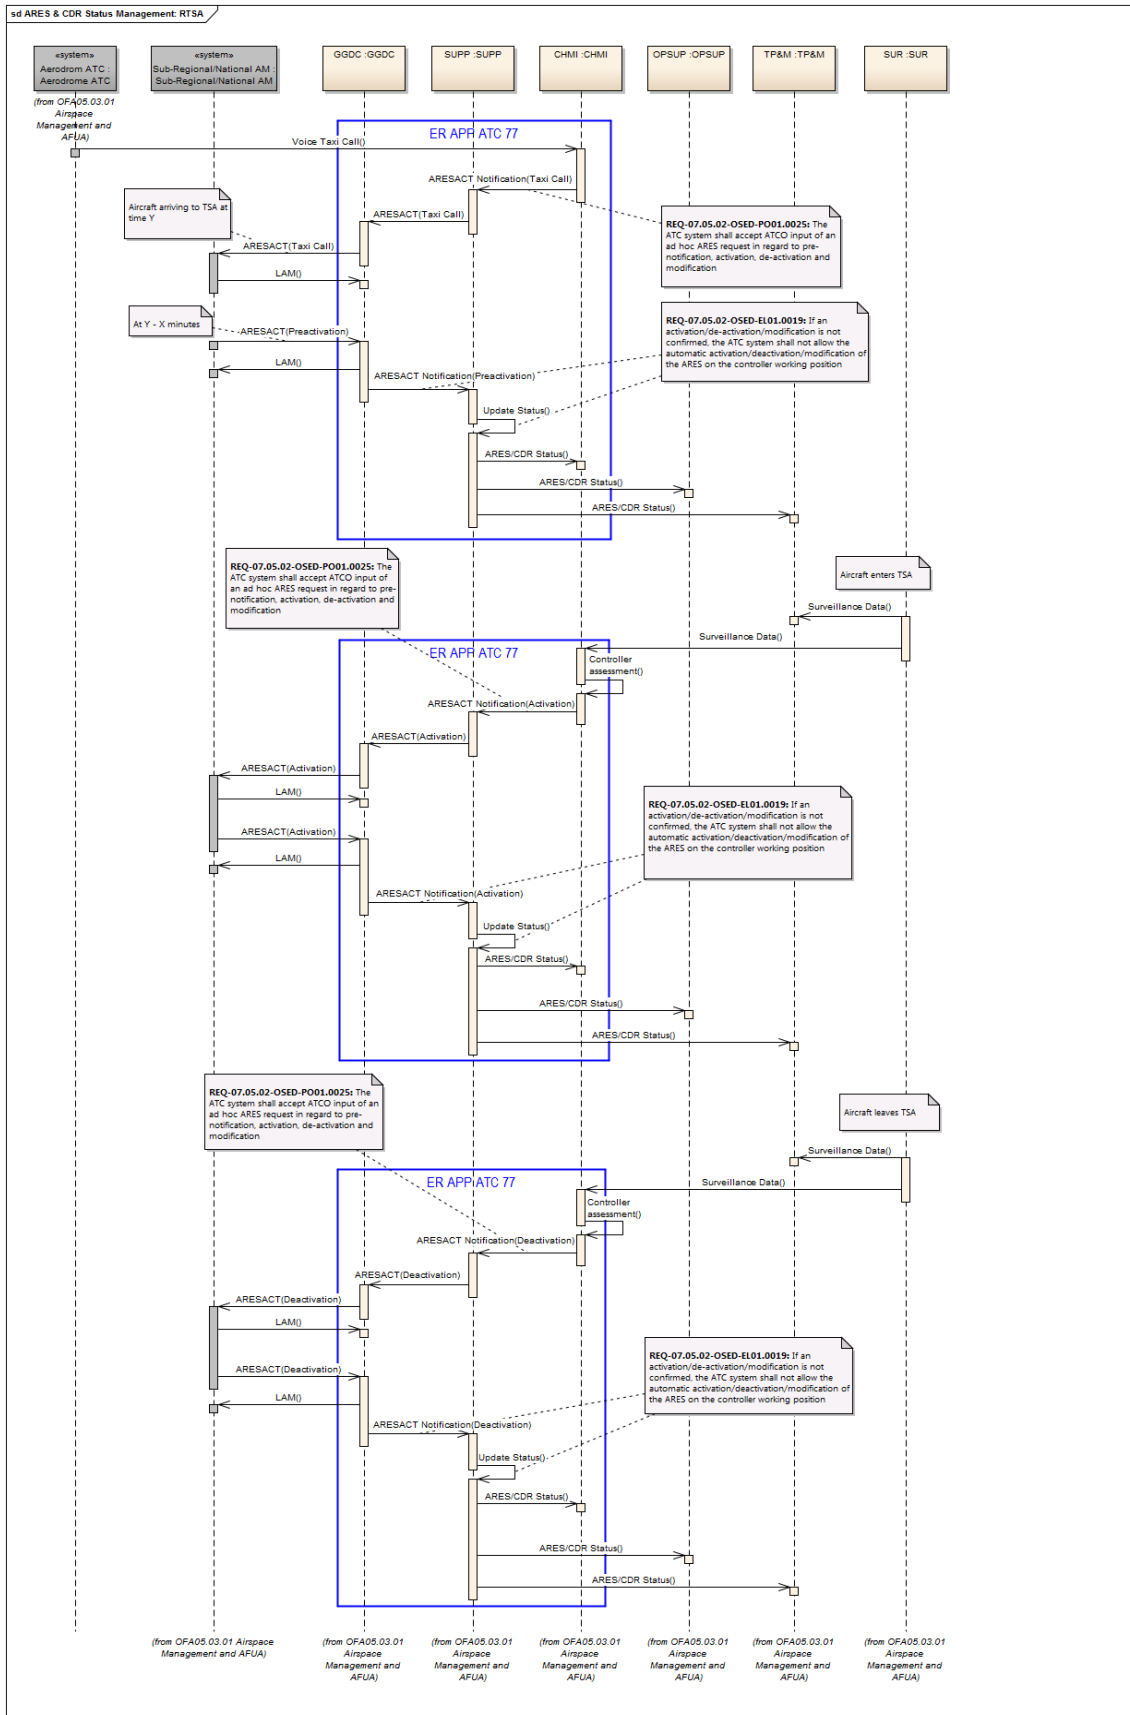 sd ARES & CDR Status Management: RTSA
«system»
Aerodrom ATC :
Aerodrome ATC
«system»
Sub-Regional/National AM :
Sub-Regional/National AM
GGDC :GGDC
SUPP :SUPP
CHMI :CHMI
OPSUP :OPSUP
TP&M :TP&M
SUR :SUR
(from OFA05.03.01
Airspace
Management and
AFUA)
ER APP ATC 77
Voice Taxi Call()
ARESACT Notification(Taxi Call)
Aircraft arriving to TSA at
time Y
ARESACT(Taxi Call)
REQ-07.05.02-OSED-PO01.0025: The
ATC system shall accept ATCO input of an
ad hoc ARES request in regard to pre-
notification, activation, de-activation and
modification
ARESACT(Taxi Call)
LAM()
At Y - X minutes
ARESACT(Preactivation)
REQ-07.05.02-OSED-EL01.0019: If an
activation/de-activation/modification is not
confirmed, the ATC system shall not allow the
automatic activation/deactivation/modification of
the ARES on the controller working position
LAM()
ARESACT Notification(Preactivation)
Update Status()
ARES/CDR Status()
ARES/CDR Status()
ARES/CDR Status()
REQ-07.05.02-OSED-PO01.0025: The
ATC system shall accept ATCO input of
an ad hoc ARES request in regard to pre-
notification, activation, de-activation and
modification
Aircraft enters TSA
Surveillance Data()
Surveillance Data()
ER APP ATC 77
Controller
assessment()
ARESACT Notification(Activation)
ARESACT(Activation)
ARESACT(Activation)
LAM()
REQ-07.05.02-OSED-EL01.0019: If an
activation/de-activation/modification is not
confirmed, the ATC system shall not allow the
automatic activation/deactivation/modification of
the ARES on the controller working position
ARESACT(Activation)
LAM()
ARESACT Notification(Activation)
Update Status()
ARES/CDR Status()
ARES/CDR Status()
ARES/CDR Status()
REQ-07.05.02-OSED-PO01.0025: The
ATC system shall accept ATCO input of an
ad hoc ARES request in regard to pre-
notification, activation, de-activation and
modification
Aircraft leaves TSA
Surveillance Data()
Surveillance Data()
ER APP ATC 77
Controller
assessment()
ARESACT Notification(Deactivation)
ARESACT(Deactivation)
ARESACT(Deactivation)
LAM()
REQ-07.05.02-OSED-EL01.0019: If an
activation/de-activation/modification is not
confirmed, the ATC system shall not allow the
automatic activation/deactivation/modification of
the ARES on the controller working position
ARESACT(Deactivation)
LAM()
ARESACT Notification(Deactivation)
Update Status()
ARES/CDR Status()
ARES/CDR Status()
ARES/CDR Status()
(from OFA05.03.01 Airspace
Management and AFUA)
(from OFA05.03.01
Airspace
Management and
AFUA)
(from OFA05.03.01
Airspace
Management and
AFUA)
(from OFA05.03.01
Airspace
Management and
AFUA)
(from OFA05.03.01
Airspace
Management and
AFUA)
(from OFA05.03.01
Airspace
Management and
AFUA)
(from OFA05.03.01
Airspace
Management and
AFUA)